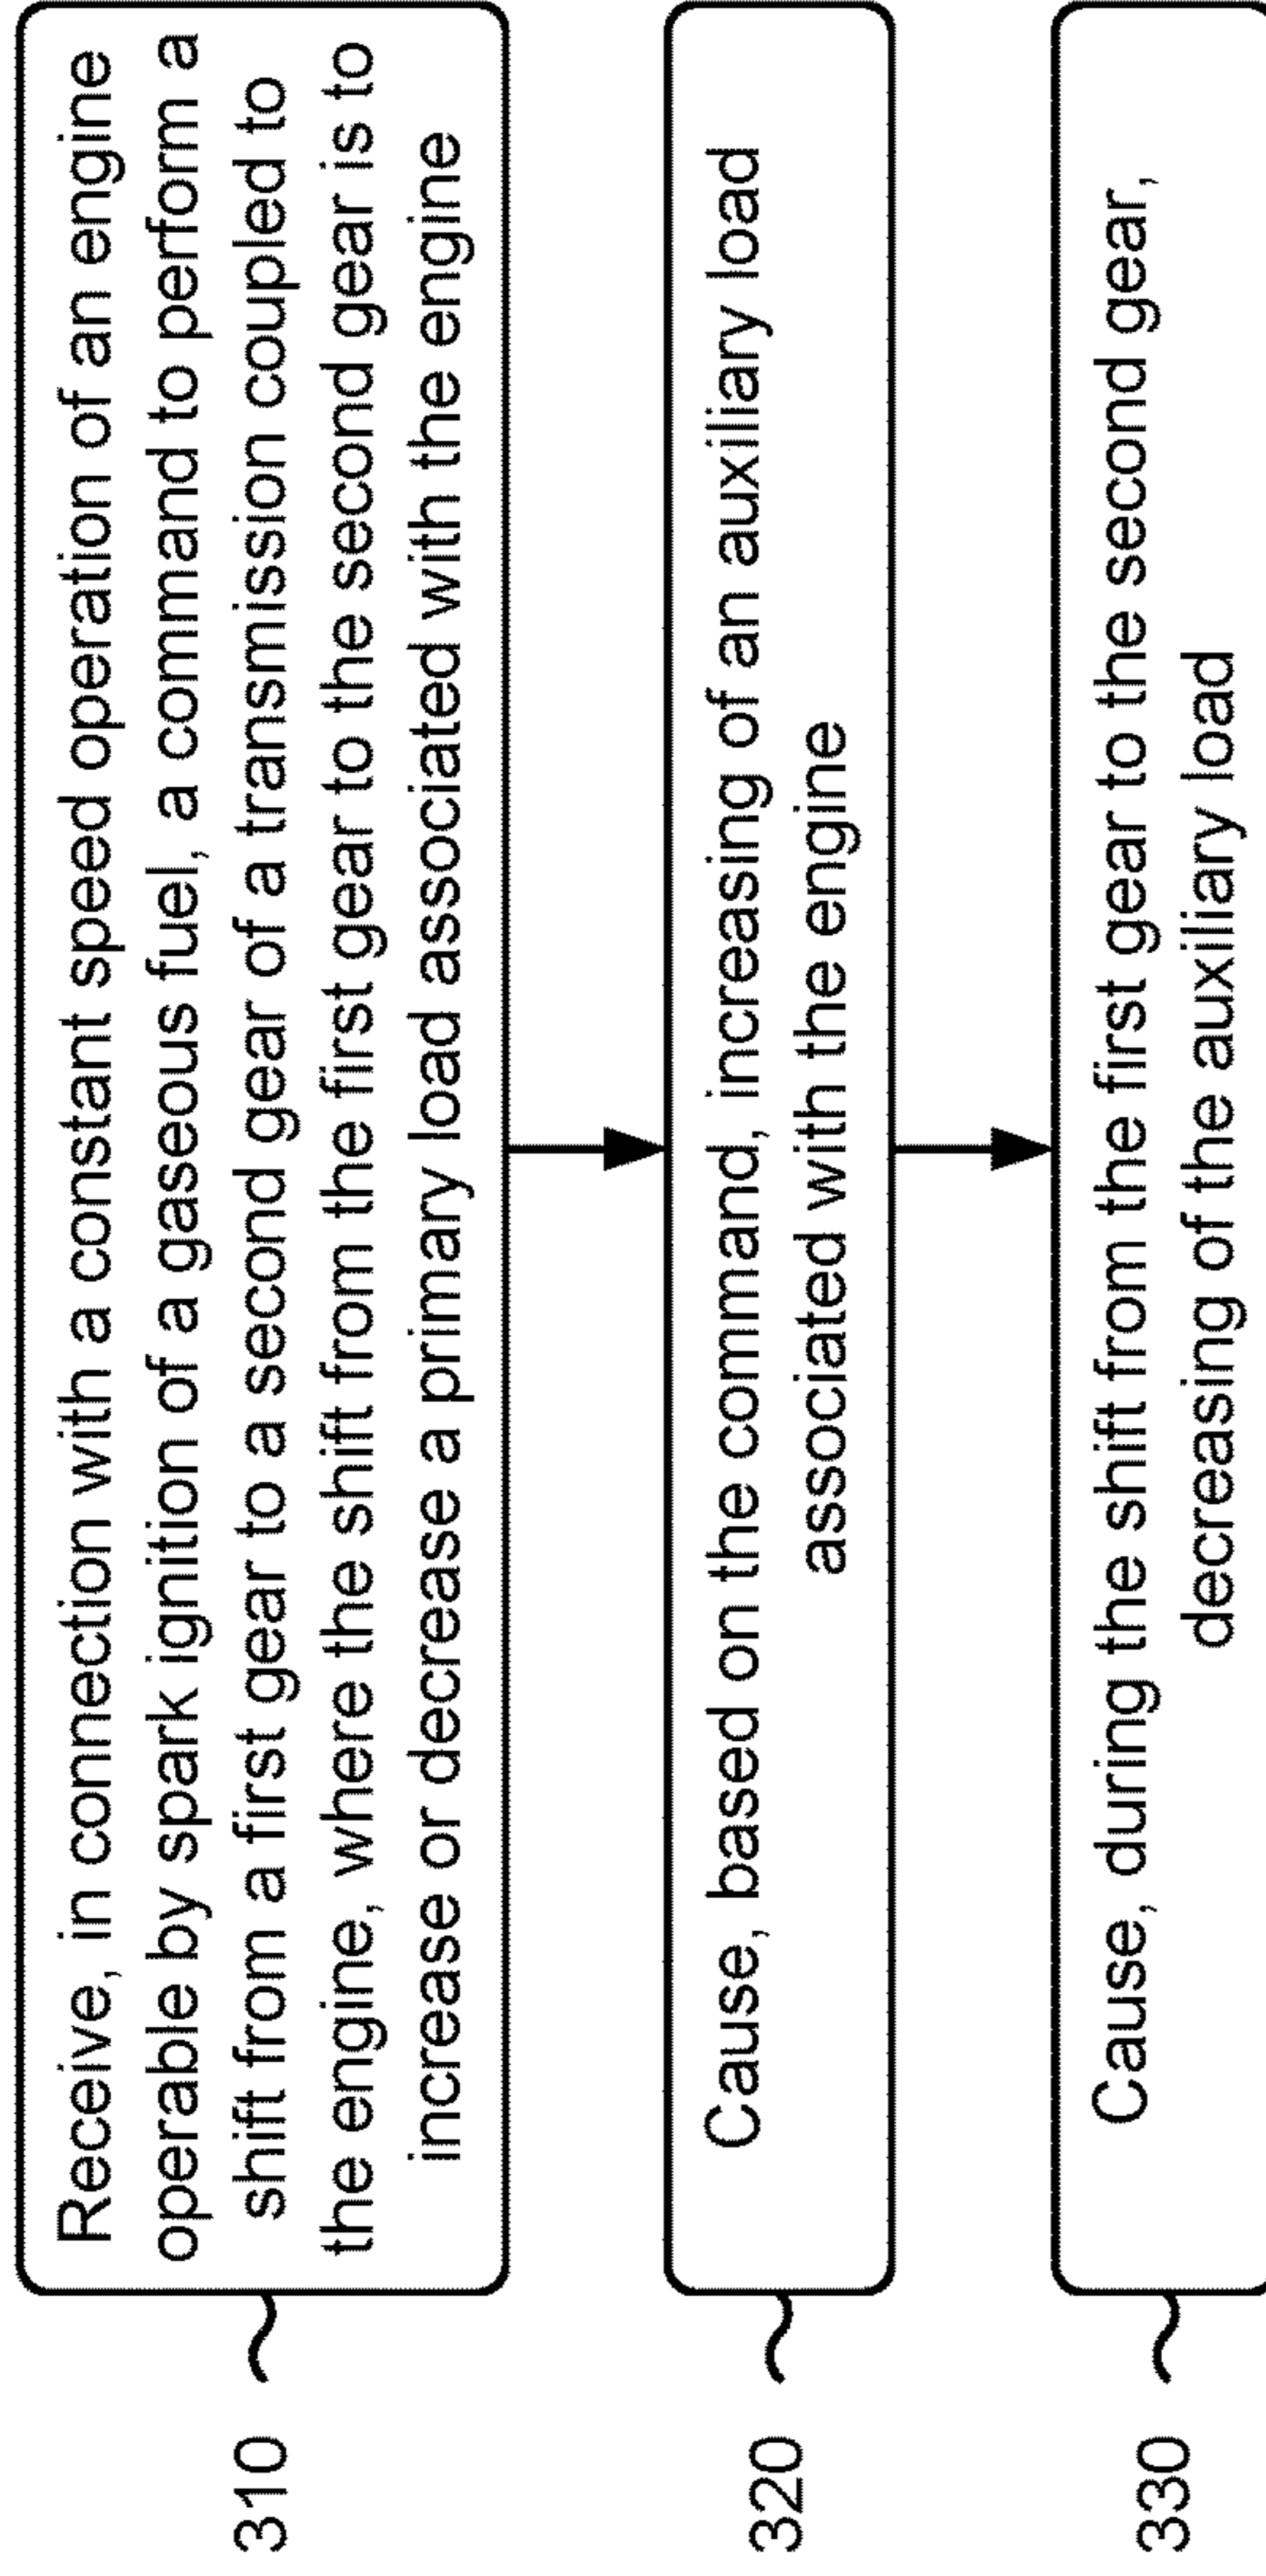 310
Receive, in connection with a constant speed operation of an engine
operable by spark ignition of a gaseous fuel, a command to perform a
shift from a first gear to a second gear of a transmission coupled to
the engine, where the shift from the first gear to the second gear is to
increase or decrease a primary load associated with the engine
320
Cause, based on the command, increasing of an auxiliary load
associated with the engine
330
Cause, during the shift from the first gear to the second gear,
decreasing of the auxiliary load